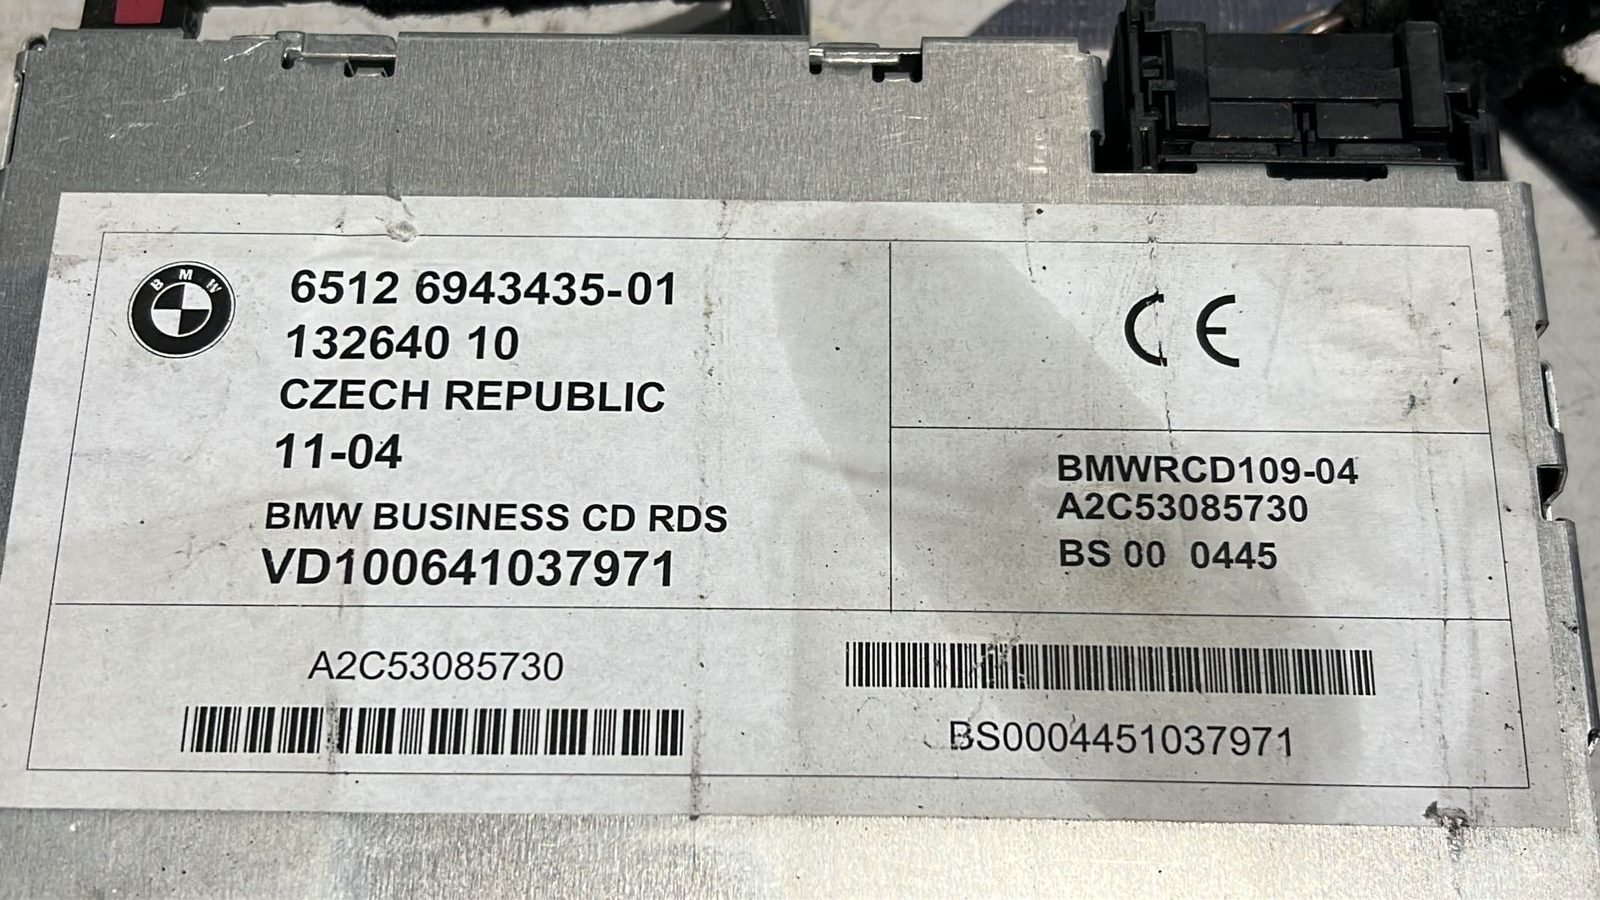 BMW
6512 6943435-01
132640 10
CZECH REPUBLIC
11-04
BMW BUSINESS CD RDS
VD100641037971
CE
BMWRCD109-04
A2C53085730
BS 00 0445
A2C53085730
BS0004451037971